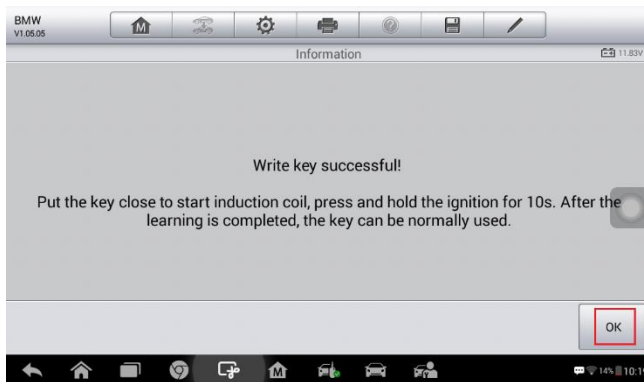 BMW
V1.05.05
Information
11.83V
Write key successful!
Put the key close to start induction coil, press and hold the ignition for 10s. After the
learning is completed, the key can be normally used.
OK
14% 10:1